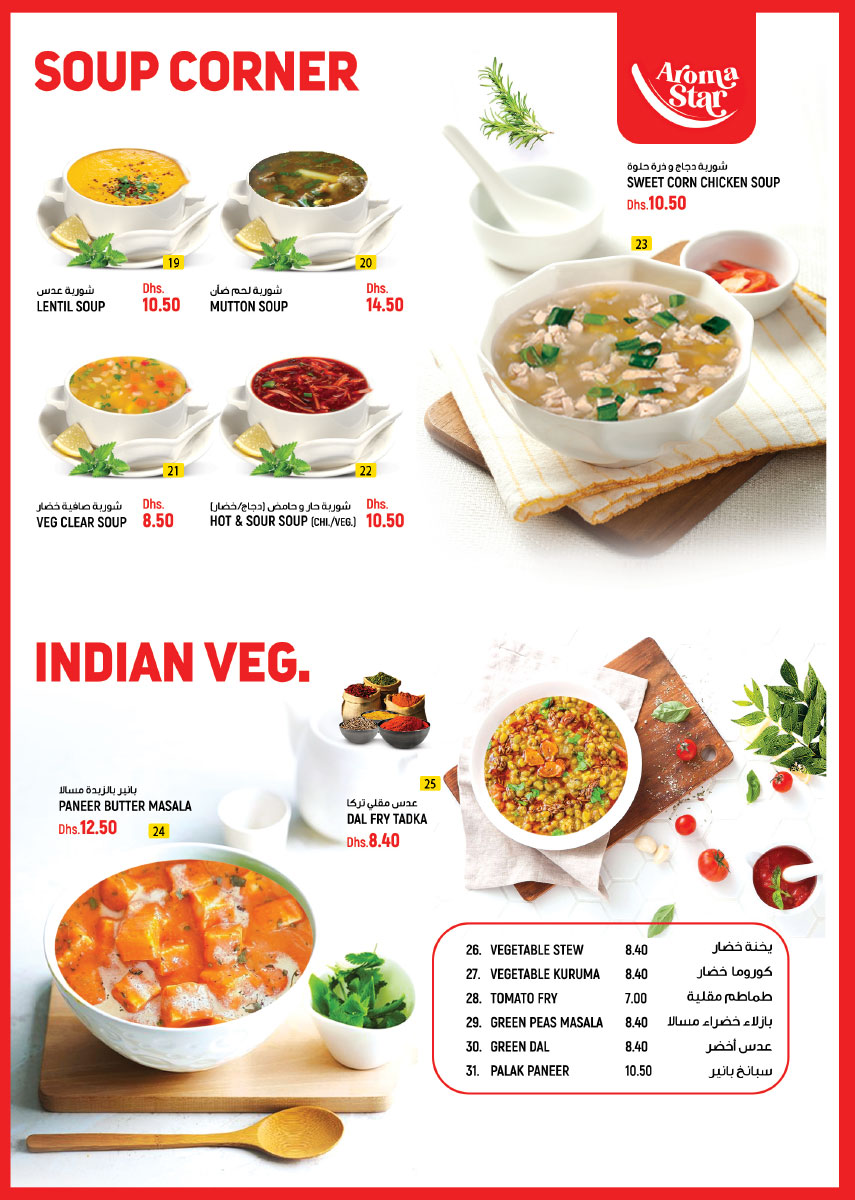 SOUP CORNER
Aroma
Star
19
شوربة عدس
LENTIL SOUP
Dhs.
10.50
20
شوربة لحم ضأن
MUTTON SOUP
Dhs.
14.50
21
شوربة صافية خضار
VEG CLEAR SOUP
Dhs.
8.50
22
شوربة حار و حامض (دجاج/خضار)
HOT & SOUR SOUP (CHI./VEG.)
Dhs.
10.50
شوربة دجاج و ذرة حلوة
SWEET CORN CHICKEN SOUP
Dhs.10.50
23
INDIAN VEG.
بانير بالزبدة مسالا
PANEER BUTTER MASALA
Dhs.12.50
24
25
عدس مقلي تركا
DAL FRY TADKA
Dhs.8.40
26. VEGETABLE STEW 8.40 يخنة خضار
27. VEGETABLE KURUMA 8.40 كوروما خضار
28. TOMATO FRY 7.00 طماطم مقلية
29. GREEN PEAS MASALA 8.40 بازلاء خضراء مسالا
30. GREEN DAL 8.40 عدس أخضر
31. PALAK PANEER 10.50 سبانخ بانير